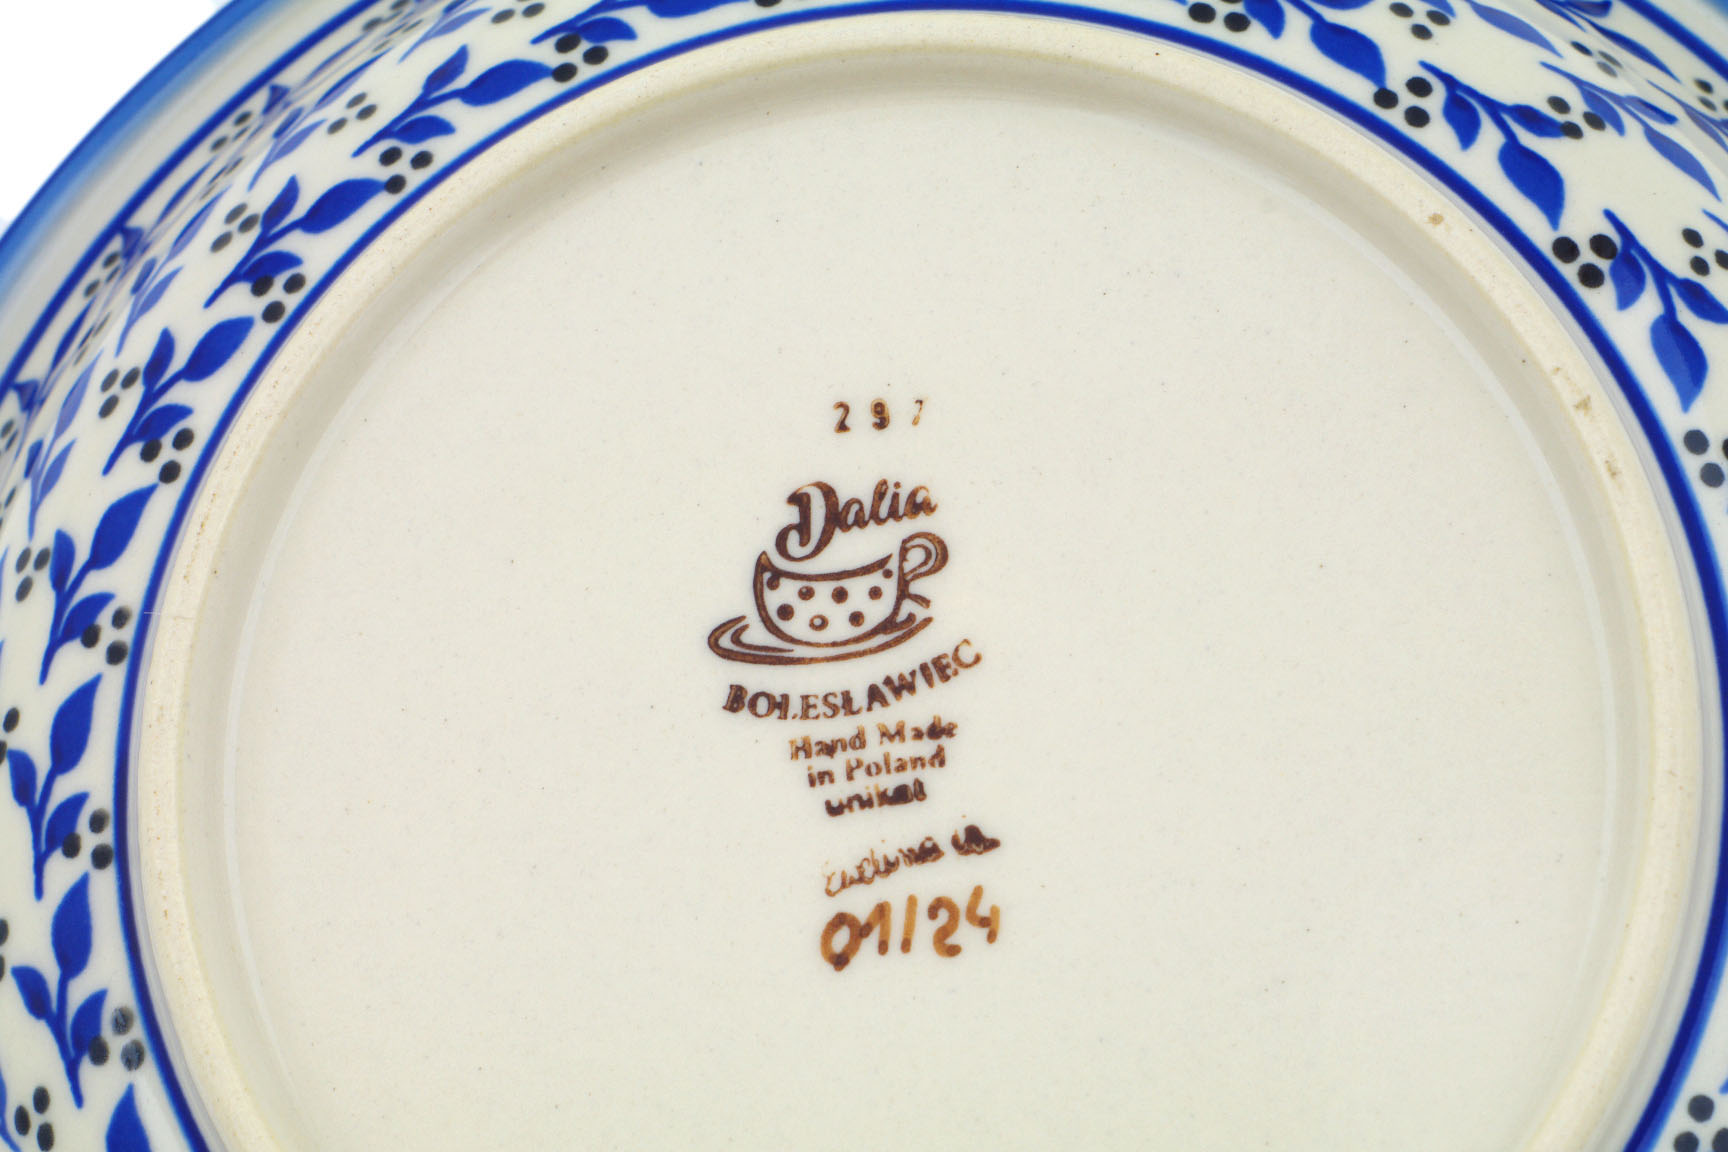 297
Dalia
BOLESŁAWIEC
Hand Made
in Poland
unikat
01/24